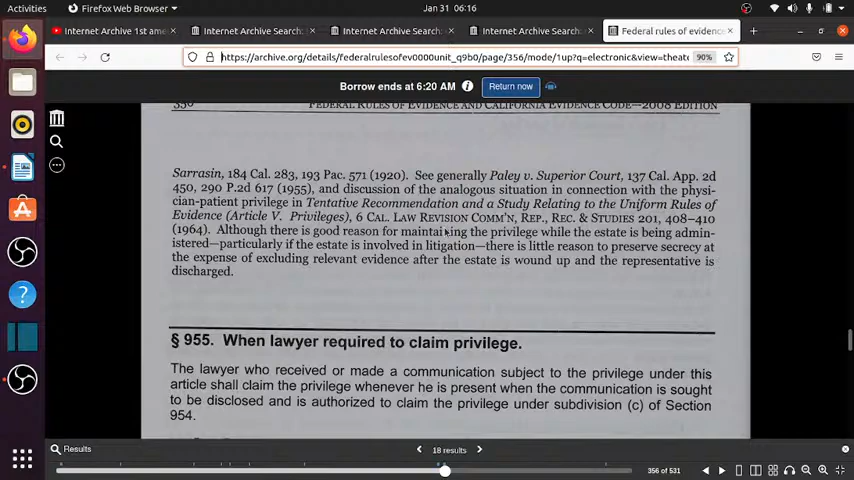 Activities
Firefox Web Browser
Jan 31 06:16
Internet Archive 1st ame
Internet Archive Search:
Internet Archive Search:
Internet Archive Search:
Federal rules of evidence
https://archive.org/details/federalrulesofev0000unit_q9b0/page/356/mode/1up?q=electronic&view=theate
90%
Borrow ends at 6:20 AM
Return now
356 FEDERAL RULES OF EVIDENCE AND CALIFORNIA EVIDENCE CODE—2008 EDITION
Sarrasin, 184 Cal. 283, 193 Pac. 571 (1920). See generally Paley v. Superior Court, 137 Cal. App. 2d
450, 290 P.2d 617 (1955), and discussion of the analogous situation in connection with the physi-
cian-patient privilege in Tentative Recommendation and a Study Relating to the Uniform Rules of
Evidence (Article V. Privileges), 6 CAL. LAW REVISION COMM'N, REP., REC. & STUDIES 201, 408–410
(1964). Although there is good reason for maintaining the privilege while the estate is being admin-
istered—particularly if the estate is involved in litigation—there is little reason to preserve secrecy at
the expense of excluding relevant evidence after the estate is wound up and the representative is
discharged.
§ 955. When lawyer required to claim privilege.
The lawyer who received or made a communication subject to the privilege under this
article shall claim the privilege whenever he is present when the communication is sought
to be disclosed and is authorized to claim the privilege under subdivision (c) of Section
954.
Results
18 results
356 of 531